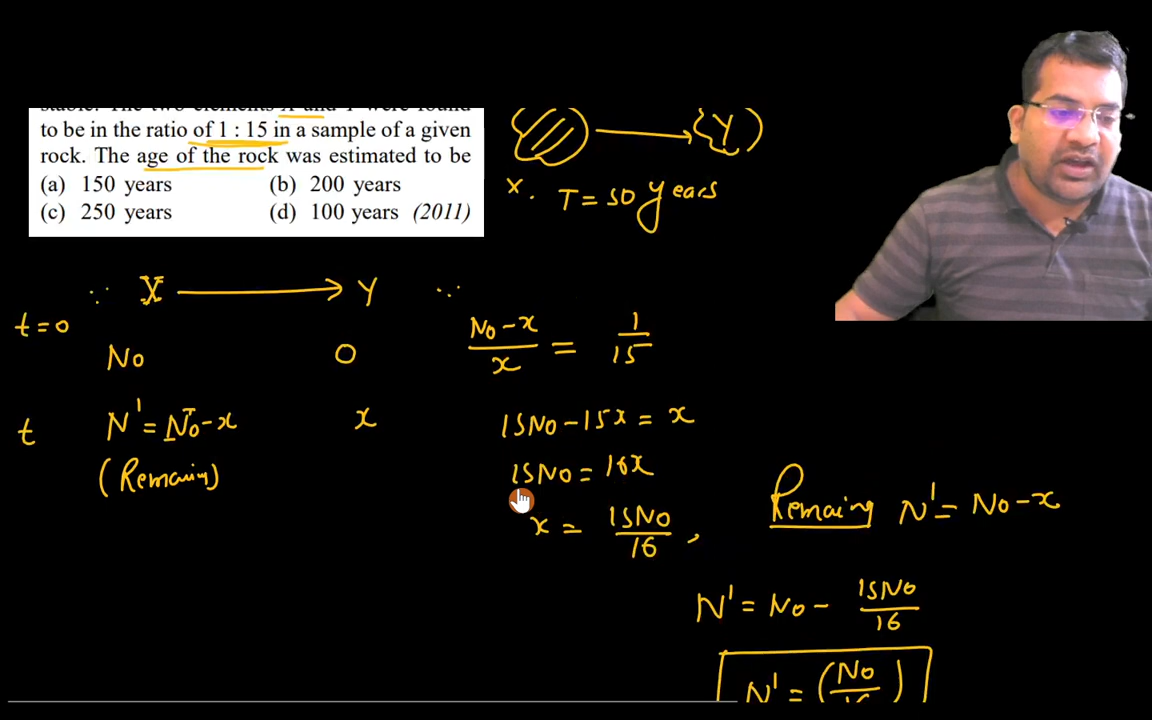 to be in the ratio of 1 : 15 in a sample of a given
rock. The age of the rock was estimated to be
(a) 150 years (b) 200 years
(c) 250 years (d) 100 years (2011)
Y
X. T = 50 years
∵ X ⟶ Y
t = 0
No 0
t N' = No - x x
(Remaining)
∵
No - x / x = 1 / 15
15No - 15x = x
15No = 16x
x = 15No / 16 ,
Remaing N' = No - x
N' = No - 15No / 16
N' = (No / 16)